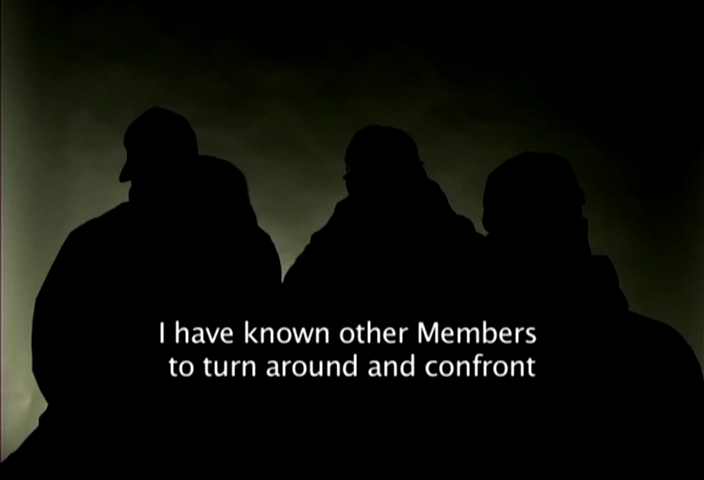 I have known other Members
to turn around and confront